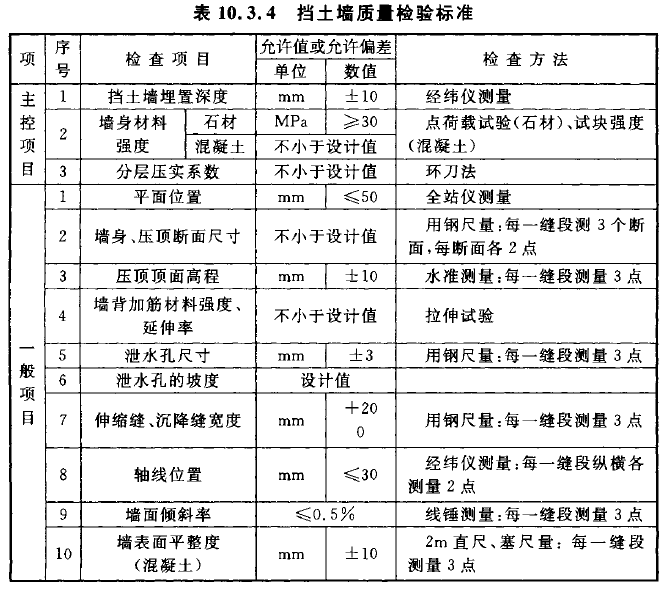 表 10.3.4 挡土墙质量检验标准
项 序号 检查项目 允许值或允许偏差 检查方法
单位 数值
主控项目
1 挡土墙埋置深度 mm ±10 经纬仪测量
2 墙身材料强度 石材 MPa ≥30 点荷载试验(石材)、试块强度(混凝土)
混凝土 不小于设计值
3 分层压实系数 不小于设计值 环刀法
一般项目
1 平面位置 mm ≤50 全站仪测量
2 墙身、压顶断面尺寸 不小于设计值 用钢尺量:每一缝段测3个断面,每断面各2点
3 压顶顶面高程 mm ±10 水准测量:每一缝段测量3点
4 墙背加筋材料强度、延伸率 不小于设计值 拉伸试验
5 泄水孔尺寸 mm ±3 用钢尺量:每一缝段测量3点
6 泄水孔的坡度 设计值
7 伸缩缝、沉降缝宽度 mm +20 0 用钢尺量:每一缝段测量3点
8 轴线位置 mm ≤30 经纬仪测量:每一缝段纵横各测量2点
9 墙面倾斜率 ≤0.5% 线锤测量:每一缝段测量3点
10 墙表面平整度(混凝土) mm ±10 2m直尺、塞尺量:每一缝段测量3点